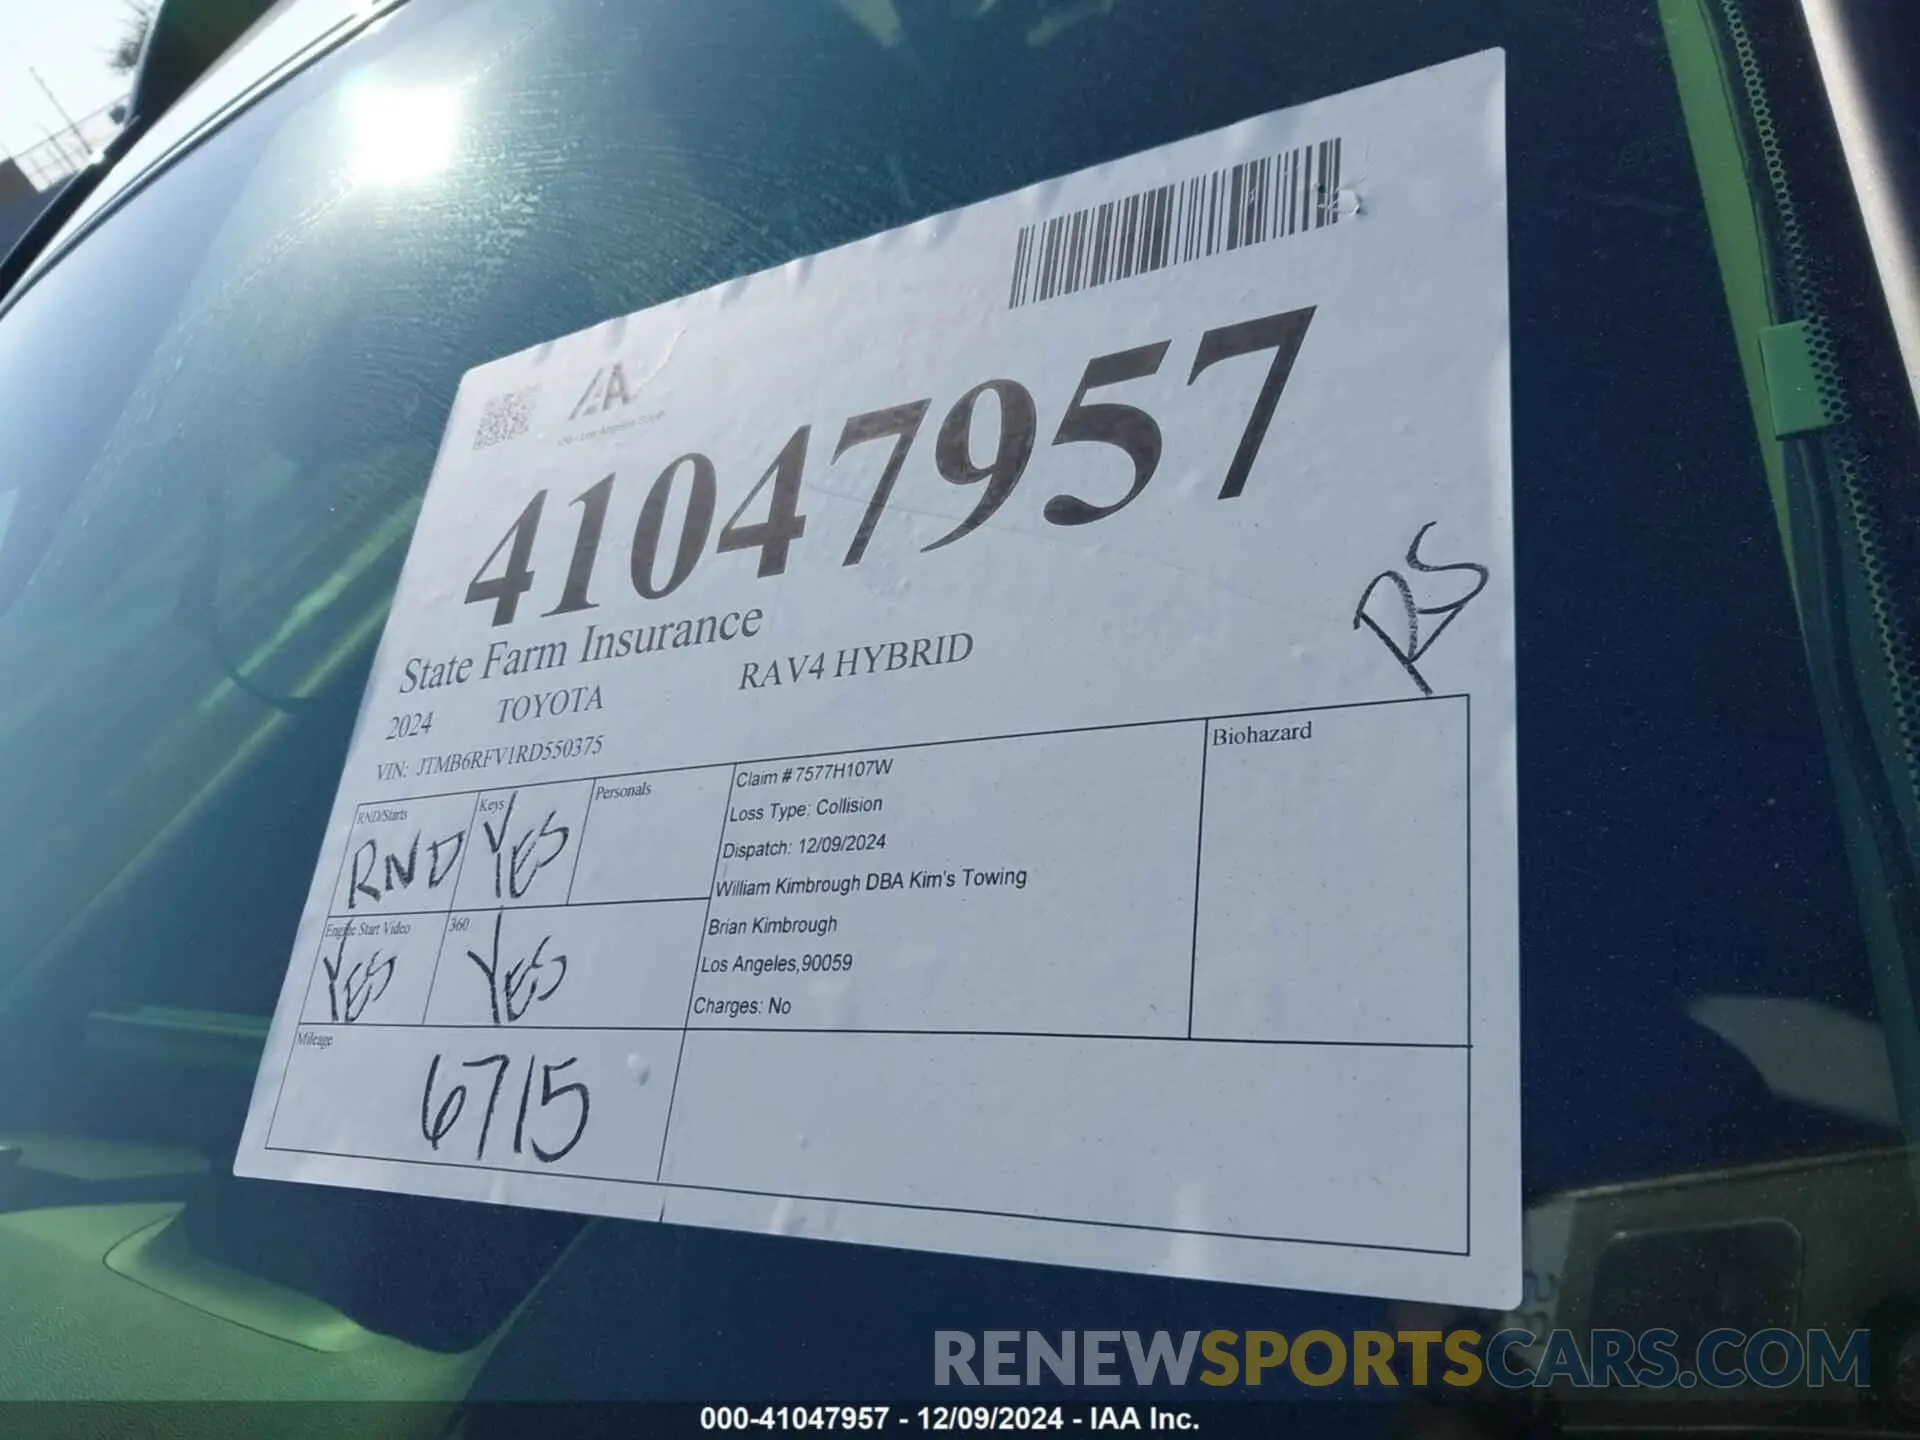 IAA
41047957
State Farm Insurance
2024 TOYOTA RAV4 HYBRID
VIN: JTMB6RFV1RD550375
RS
RND/Starts
RND
Keys
YES
Personals
Engine Start Video
YES
360
YES
Mileage
6715
Claim # 7577H107W
Loss Type: Collision
Dispatch: 12/09/2024
William Kimbrough DBA Kim's Towing
Brian Kimbrough
Los Angeles,90059
Charges: No
Biohazard
RENEWSPORTSCARS.COM
000-41047957 - 12/09/2024 - IAA Inc.